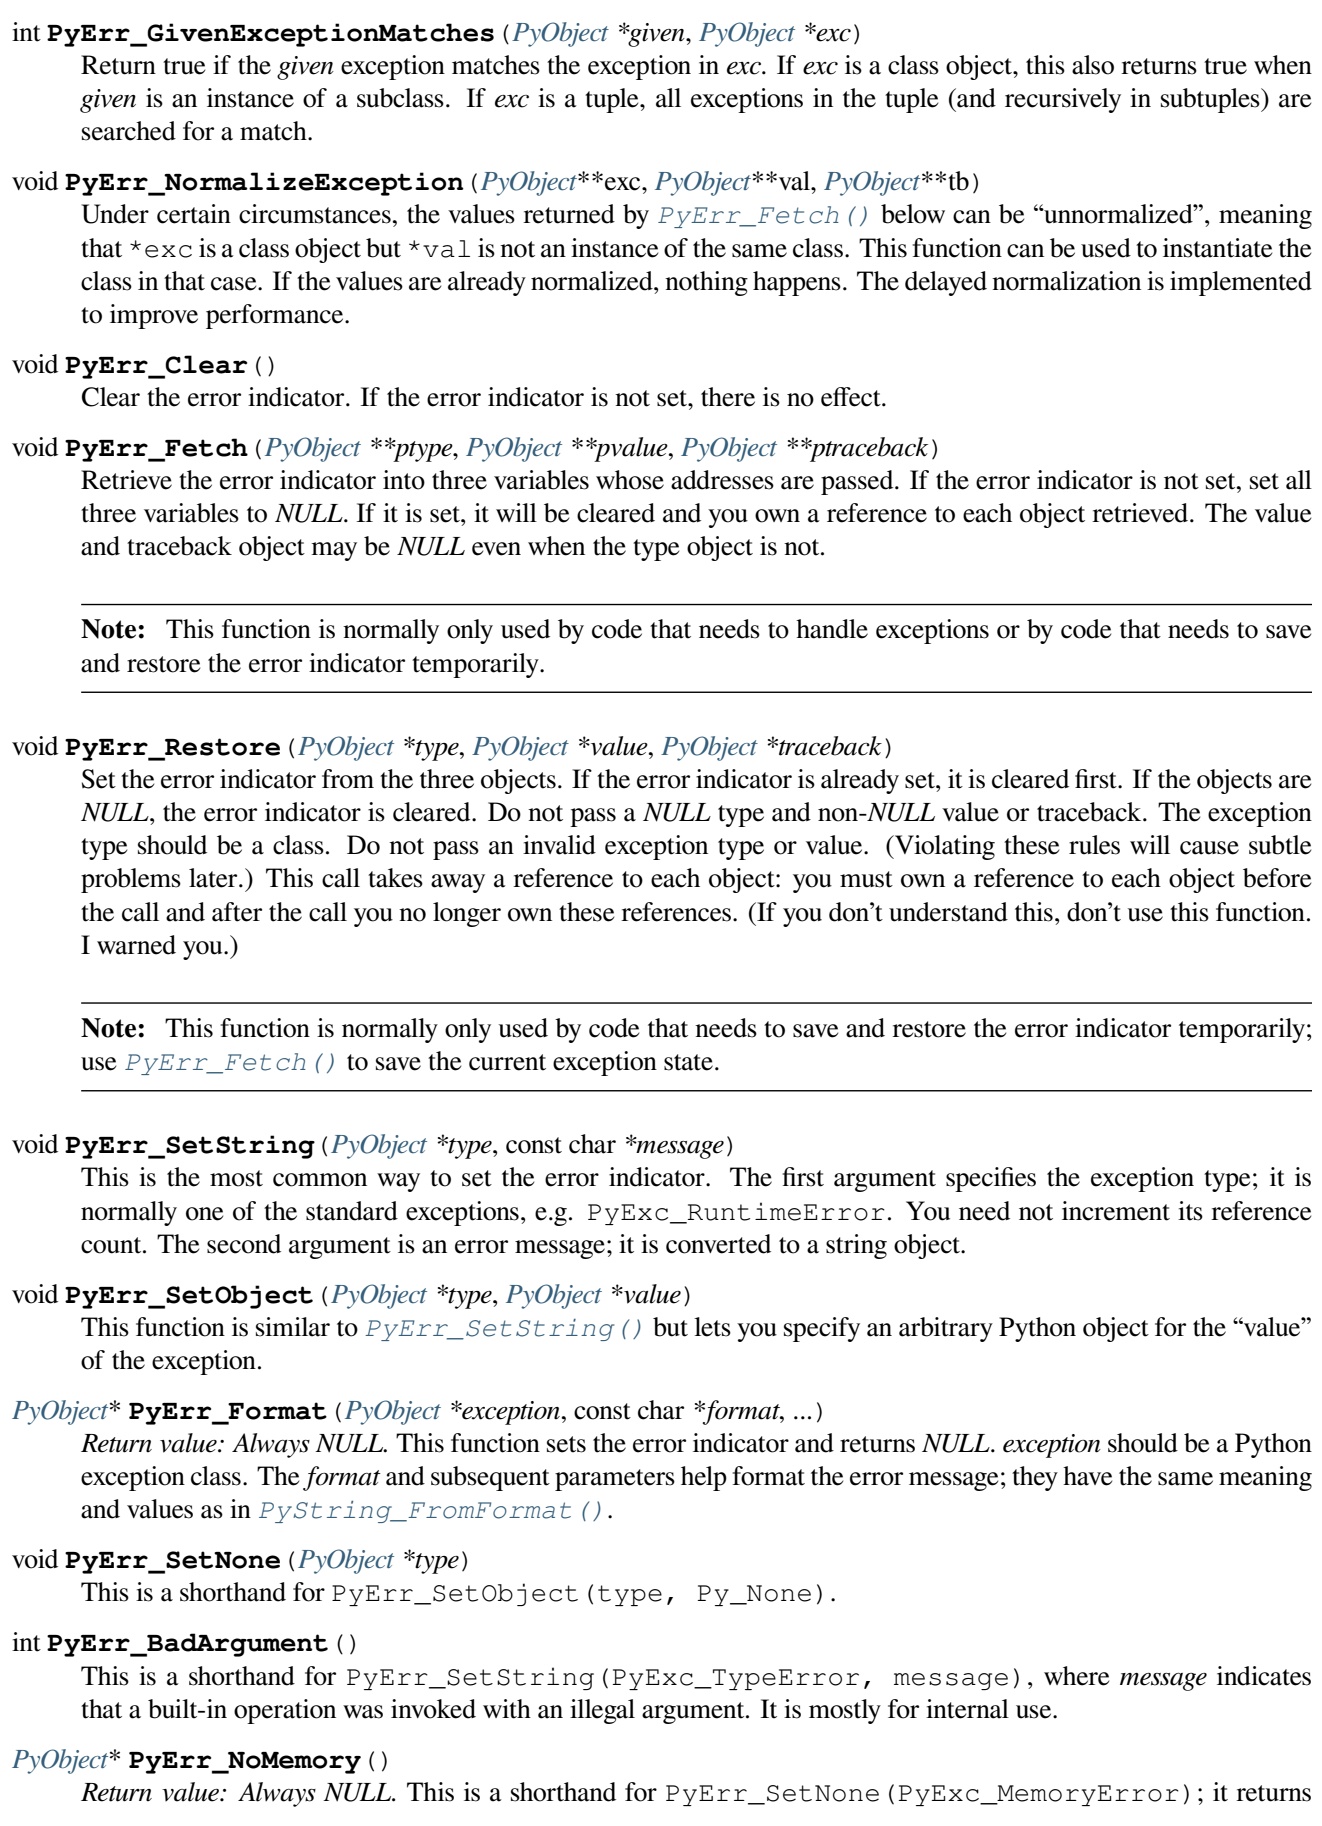 int PyErr_GivenExceptionMatches(PyObject *given, PyObject *exc)
Return true if the given exception matches the exception in exc. If exc is a class object, this also returns true when
given is an instance of a subclass. If exc is a tuple, all exceptions in the tuple (and recursively in subtuples) are
searched for a match.
void PyErr_NormalizeException(PyObject**exc, PyObject**val, PyObject**tb)
Under certain circumstances, the values returned by PyErr_Fetch() below can be “unnormalized”, meaning
that *exc is a class object but *val is not an instance of the same class. This function can be used to instantiate the
class in that case. If the values are already normalized, nothing happens. The delayed normalization is implemented
to improve performance.
void PyErr_Clear()
Clear the error indicator. If the error indicator is not set, there is no effect.
void PyErr_Fetch(PyObject **ptype, PyObject **pvalue, PyObject **ptraceback)
Retrieve the error indicator into three variables whose addresses are passed. If the error indicator is not set, set all
three variables to NULL. If it is set, it will be cleared and you own a reference to each object retrieved. The value
and traceback object may be NULL even when the type object is not.
Note: This function is normally only used by code that needs to handle exceptions or by code that needs to save
and restore the error indicator temporarily.
void PyErr_Restore(PyObject *type, PyObject *value, PyObject *traceback)
Set the error indicator from the three objects. If the error indicator is already set, it is cleared first. If the objects are
NULL, the error indicator is cleared. Do not pass a NULL type and non-NULL value or traceback. The exception
type should be a class. Do not pass an invalid exception type or value. (Violating these rules will cause subtle
problems later.) This call takes away a reference to each object: you must own a reference to each object before
the call and after the call you no longer own these references. (If you don’t understand this, don’t use this function.
I warned you.)
Note: This function is normally only used by code that needs to save and restore the error indicator temporarily;
use PyErr_Fetch() to save the current exception state.
void PyErr_SetString(PyObject *type, const char *message)
This is the most common way to set the error indicator. The first argument specifies the exception type; it is
normally one of the standard exceptions, e.g. PyExc_RuntimeError. You need not increment its reference
count. The second argument is an error message; it is converted to a string object.
void PyErr_SetObject(PyObject *type, PyObject *value)
This function is similar to PyErr_SetString() but lets you specify an arbitrary Python object for the “value”
of the exception.
PyObject* PyErr_Format(PyObject *exception, const char *format, ...)
Return value: Always NULL. This function sets the error indicator and returns NULL. exception should be a Python
exception class. The format and subsequent parameters help format the error message; they have the same meaning
and values as in PyString_FromFormat().
void PyErr_SetNone(PyObject *type)
This is a shorthand for PyErr_SetObject(type, Py_None).
int PyErr_BadArgument()
This is a shorthand for PyErr_SetString(PyExc_TypeError, message), where message indicates
that a built-in operation was invoked with an illegal argument. It is mostly for internal use.
PyObject* PyErr_NoMemory()
Return value: Always NULL. This is a shorthand for PyErr_SetNone(PyExc_MemoryError); it returns